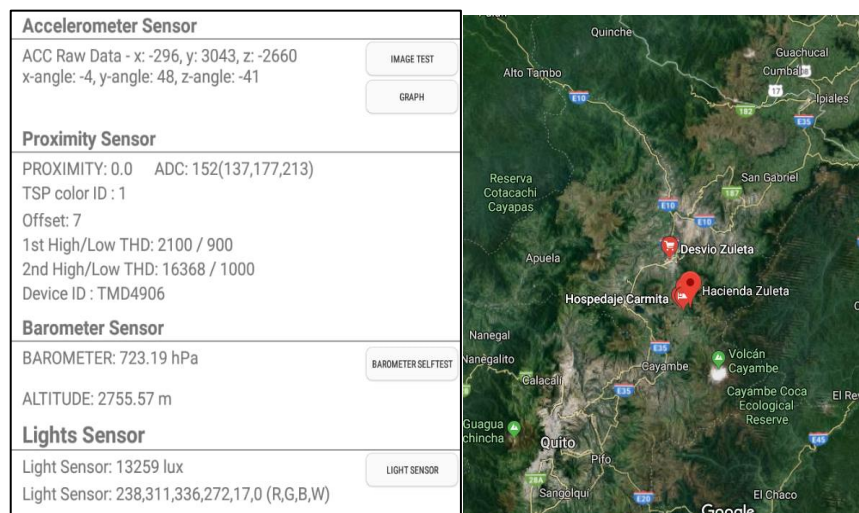 Accelerometer Sensor
ACC Raw Data - x: -296, y: 3043, z: -2660
x-angle: -4, y-angle: 48, z-angle: -41
IMAGE TEST
GRAPH
Proximity Sensor
PROXIMITY: 0.0 ADC: 152(137,177,213)
TSP color ID : 1
Offset: 7
1st High/Low THD: 2100 / 900
2nd High/Low THD: 16368 / 1000
Device ID : TMD4906
Barometer Sensor
BAROMETER: 723.19 hPa
BAROMETER SELFTEST
ALTITUDE: 2755.57 m
Lights Sensor
Light Sensor: 13259 lux
LIGHT SENSOR
Light Sensor: 238,311,336,272,17,0 (R,G,B,W)
Quinche
Guachucal
Alto Tambo
Cumbal
17
E10
Ipiales
182
E35
San Gabriel
Reserva
Cotacachi
Cayapas
187
E10
E10
Desvio Zuleta
Apuela
Hacienda Zuleta
Hospedaje Carmita
Nanegal
E35
Nanegalito
Volcán
Cayambe
Cayambe
Calacalí
E35
Cayambe Coca
Ecological
Reserve
El Re
Guagua
chincha
Quito
E45
Pifo
28A
Sangolquí
E20
El Chaco
Google